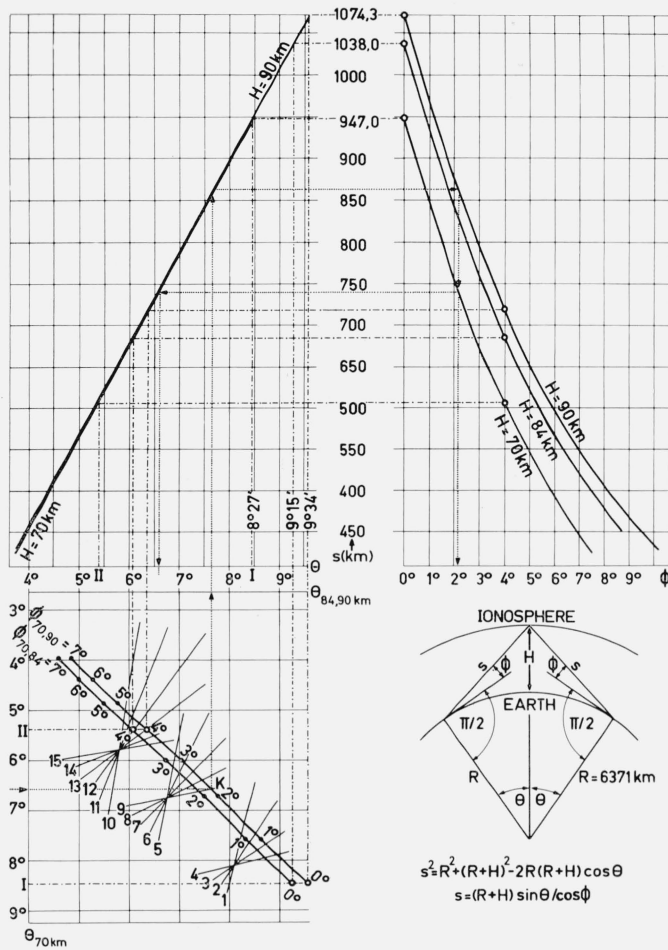 1074,3
1038,0
1000
947,0
900
850
800
750
700
650
600
500
550
400
450
s(km)
H=90km
H=70km
8°27'
9°15'
9°34'
H=90km
H=84km
H=70km
4° 5° II 6° 7° 8° I 9° θ
θ84,90 km
0° 1° 2° 3° 4° 5° 6° 7° 8° 9° ϕ
3°
4°
5°
II
6°
7°
8°
I
9°
θ70km
ϕ70,90=7°
6°
5°
4°
3°
2°
1°
0°
ϕ70,84=7°
6°
5°
4°
3°
2°
1°
0°
K
15
14
13
12
11
10
9
8
7
6
5
4
3
2
1
IONOSPHERE
s ϕ H ϕ s
EARTH
π/2 π/2
R R=6371km
θ θ
s²=R²+(R+H)²-2R(R+H)cosθ
s=(R+H) sinθ/cosϕ